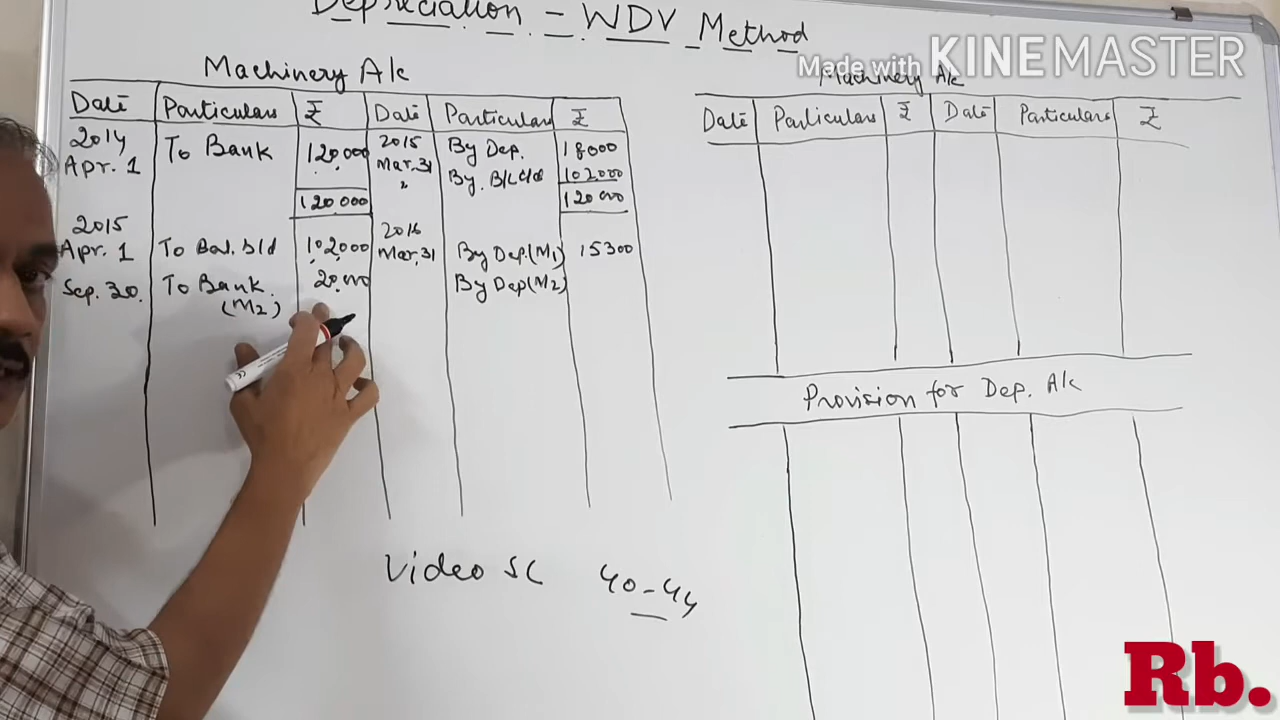 Depreciation - WDV Method
Made with KINEMASTER
Machinery A/c
Date Particulars ₹ Date Particulars ₹
2014
Apr. 1 To Bank 120000 2015 Mar. 31 By Dep. 18000
" By B/L c/d 102000
120000 120000
2015
Apr. 1 To Bal. b/d 102000 2016 Mar. 31 By Dep. (M1) 15300
Sep. 30. To Bank (M2) 20000 By Dep (M2)
Machinery A/c
Date Particulars ₹ Date Particulars ₹
Provision for Dep. A/c
Video SC 40-44
Rb.